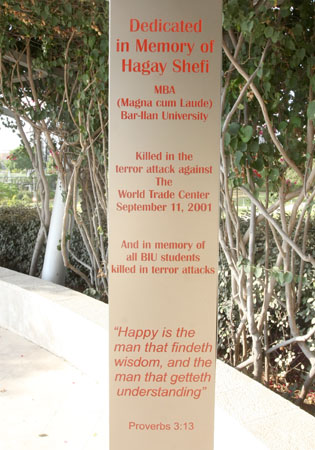 Dedicated
in Memory of
Hagay Shefi
MBA
(Magna cum Laude)
Bar-Ilan University
Killed in the
terror attack against
The
World Trade Center
September 11, 2001
And in memory of
all BIU students
killed in terror attacks
“Happy is the
man that findeth
wisdom, and the
man that getteth
understanding”
Proverbs 3:13